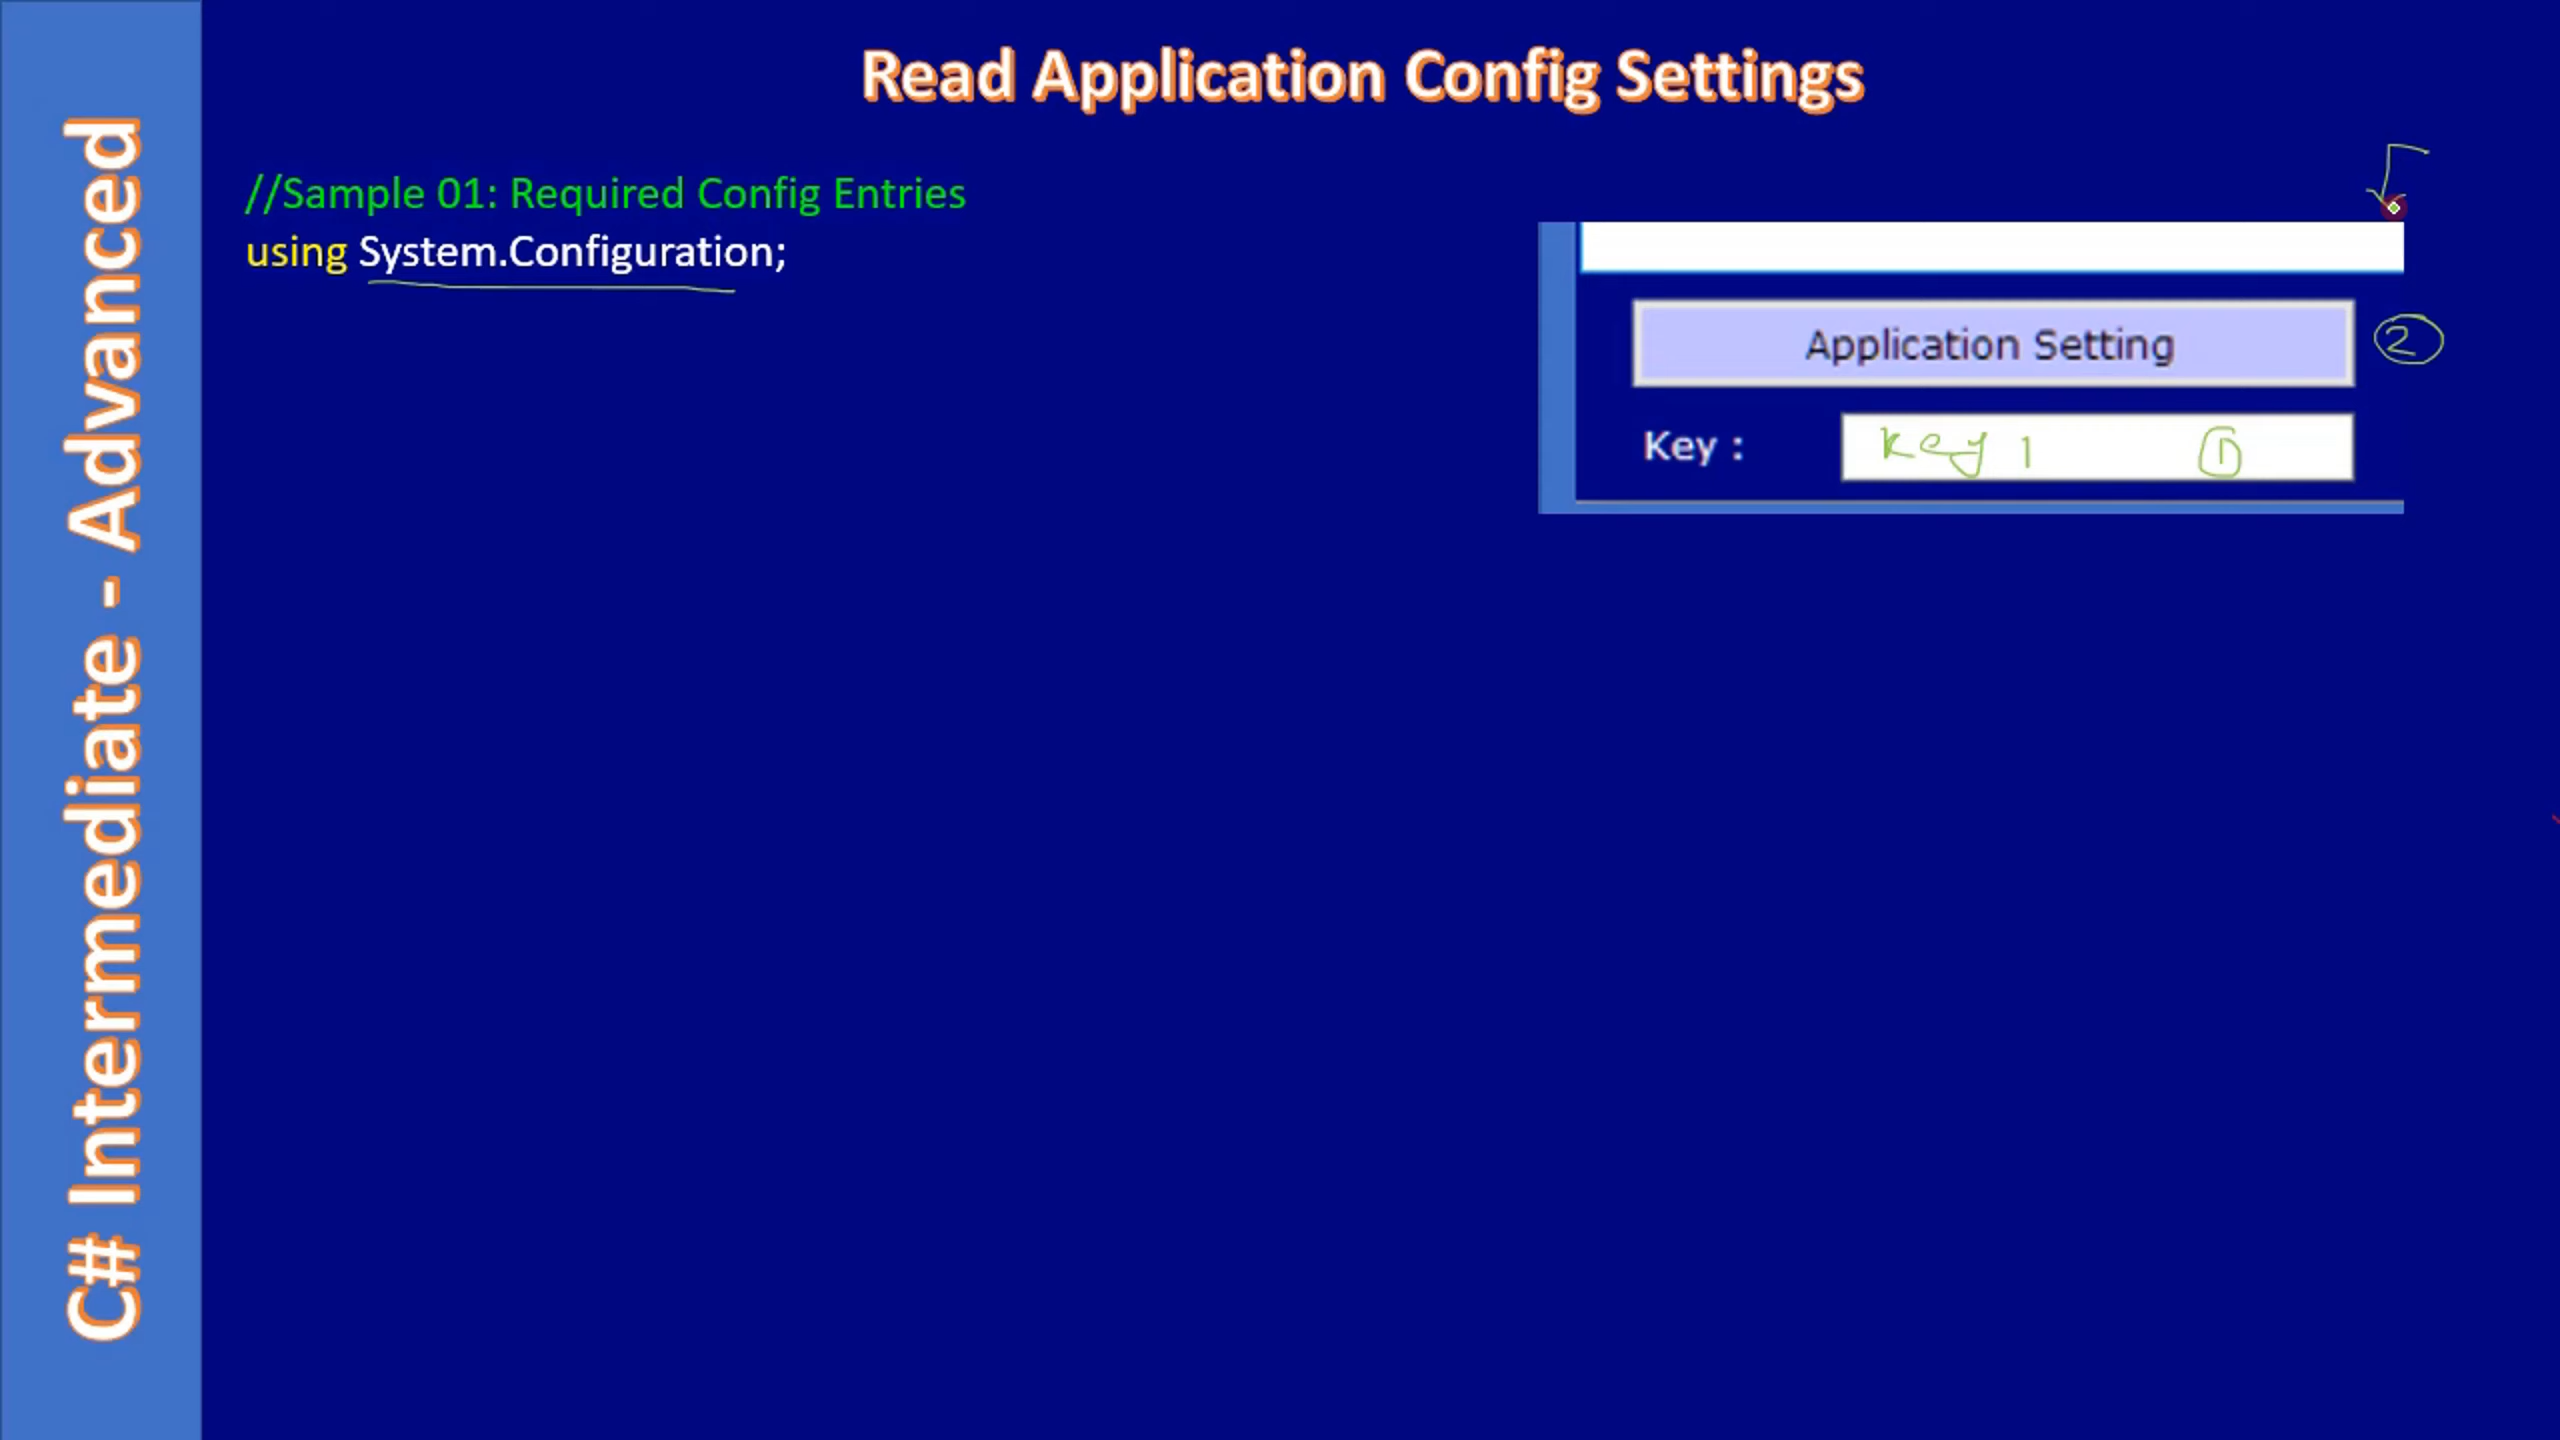 C# Intermediate - Advanced
Read Application Config Settings
//Sample 01: Required Config Entries
using System.Configuration;
Application Setting
2
Key :
Key 1
1